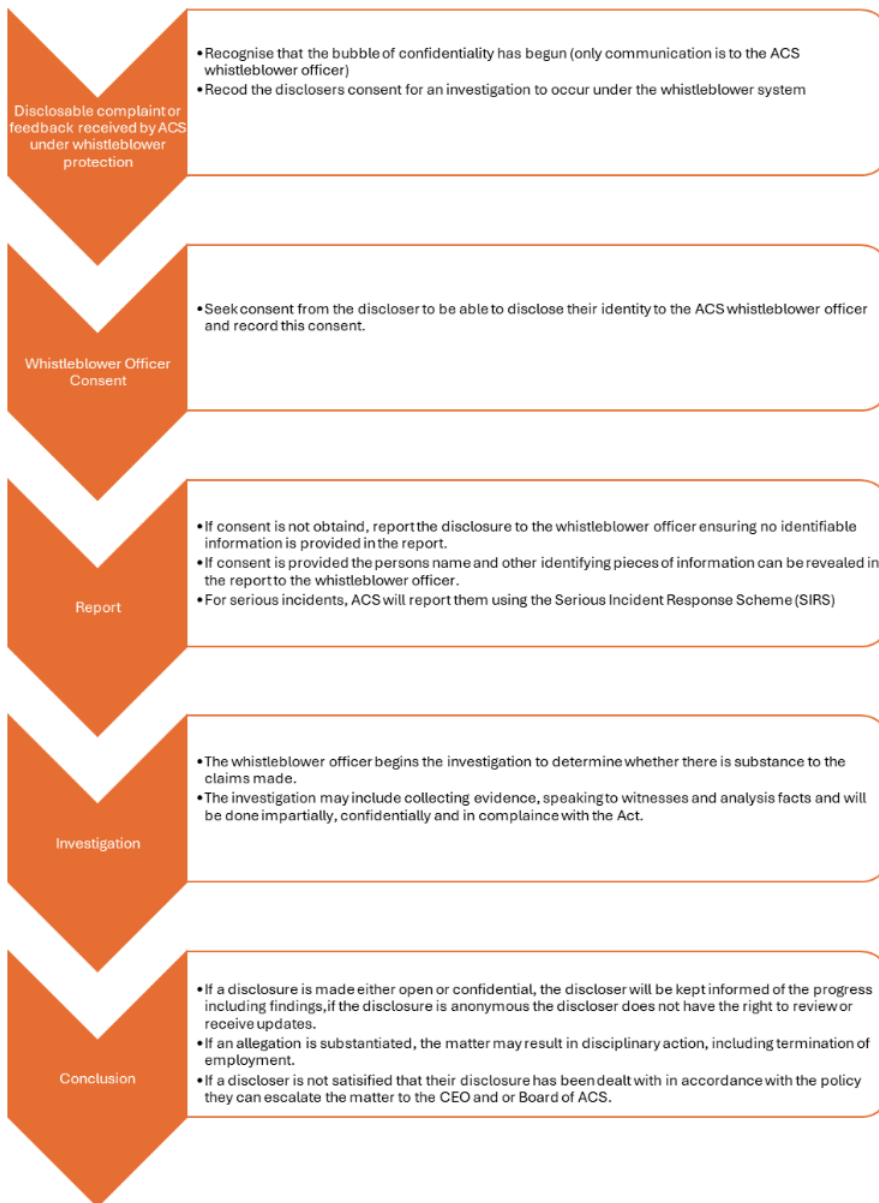 Disclosable complaint or
feedback received by ACS
under whistleblower
protection
•Recognise that the bubble of confidentiality has begun (only communication is to the ACS
whistleblower officer)
•Recod the disclosers consent for an investigation to occur under the whistleblower system
Whistleblower Officer
Consent
•Seek consent from the discloser to be able to disclose their identity to the ACS whistleblower officer
and record this consent.
Report
•If consent is not obtaind, report the disclosure to the whistleblower officer ensuring no identifiable
information is provided in the report.
•If consent is provided the persons name and other identifying pieces of information can be revealed in
the report to the whistleblower officer.
•For serious incidents, ACS will report them using the Serious Incident Response Scheme (SIRS)
Investigation
•The whistleblower officer begins the investigation to determine whether there is substance to the
claims made.
•The investigation may include collecting evidence, speaking to witnesses and analysis facts and will
be done impartially, confidentially and in complaince with the Act.
Conclusion
•If a disclosure is made either open or confidential, the discloser will be kept informed of the progress
including findings,if the disclosure is anonymous the discloser does not have the right to review or
receive updates.
•If an allegation is substantiated, the matter may result in disciplinary action, including termination of
employment.
•If a discloser is not satisified that their disclosure has been dealt with in accordance with the policy
they can escalate the matter to the CEO and or Board of ACS.